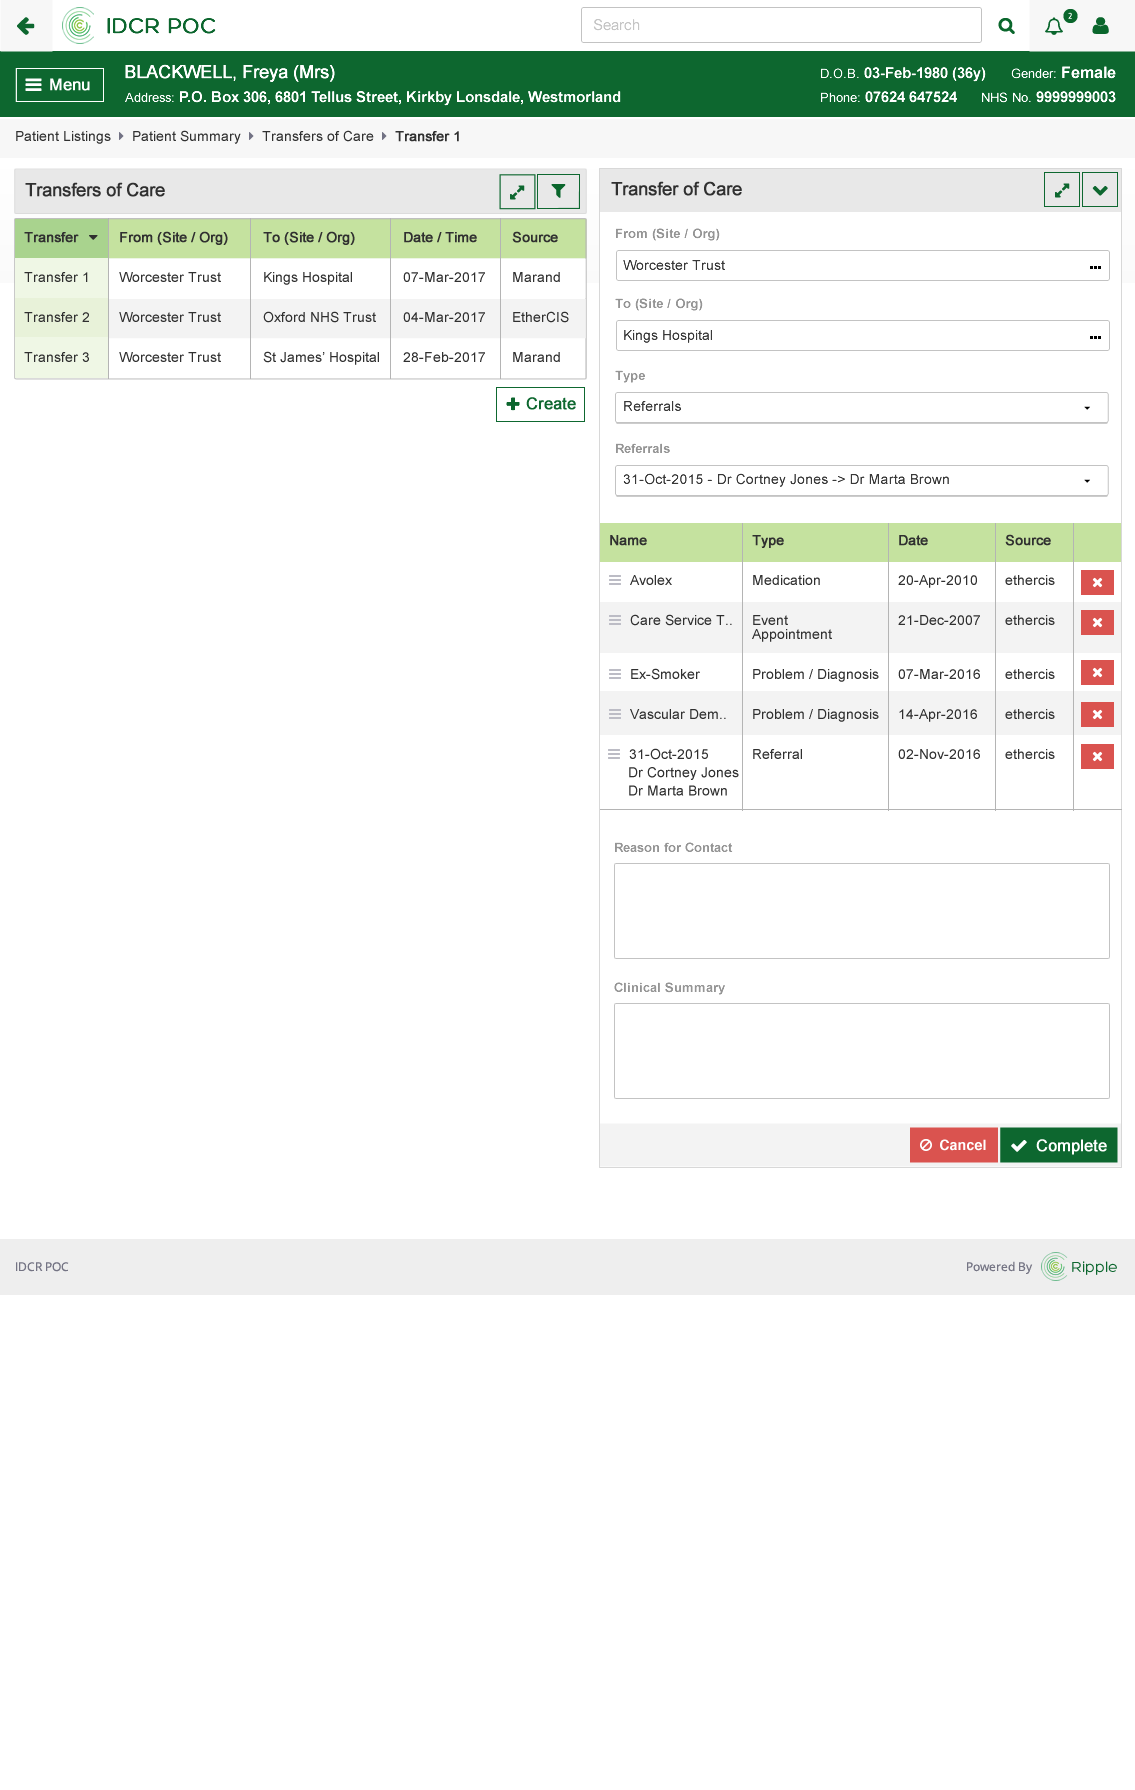 IDCR POC
Search
2
Menu
BLACKWELL, Freya (Mrs)
Address: P.O. Box 306, 6801 Tellus Street, Kirkby Lonsdale, Westmorland
D.O.B. 03-Feb-1980 (36y) Gender: Female
Phone: 07624 647524 NHS No. 9999999003
Patient Listings Patient Summary Transfers of Care Transfer 1
Transfers of Care
Transfer From (Site / Org) To (Site / Org) Date / Time Source
Transfer 1 Worcester Trust Kings Hospital 07-Mar-2017 Marand
Transfer 2 Worcester Trust Oxford NHS Trust 04-Mar-2017 EtherCIS
Transfer 3 Worcester Trust St James’ Hospital 28-Feb-2017 Marand
Create
Transfer of Care
From (Site / Org)
Worcester Trust
To (Site / Org)
Kings Hospital
Type
Referrals
Referrals
31-Oct-2015 - Dr Cortney Jones -> Dr Marta Brown
Name Type Date Source
Avolex Medication 20-Apr-2010 ethercis
Care Service T.. Event Appointment 21-Dec-2007 ethercis
Ex-Smoker Problem / Diagnosis 07-Mar-2016 ethercis
Vascular Dem.. Problem / Diagnosis 14-Apr-2016 ethercis
31-Oct-2015 Referral 02-Nov-2016 ethercis
Dr Cortney Jones
Dr Marta Brown
Reason for Contact
Clinical Summary
Cancel Complete
IDCR POC
Powered By Ripple